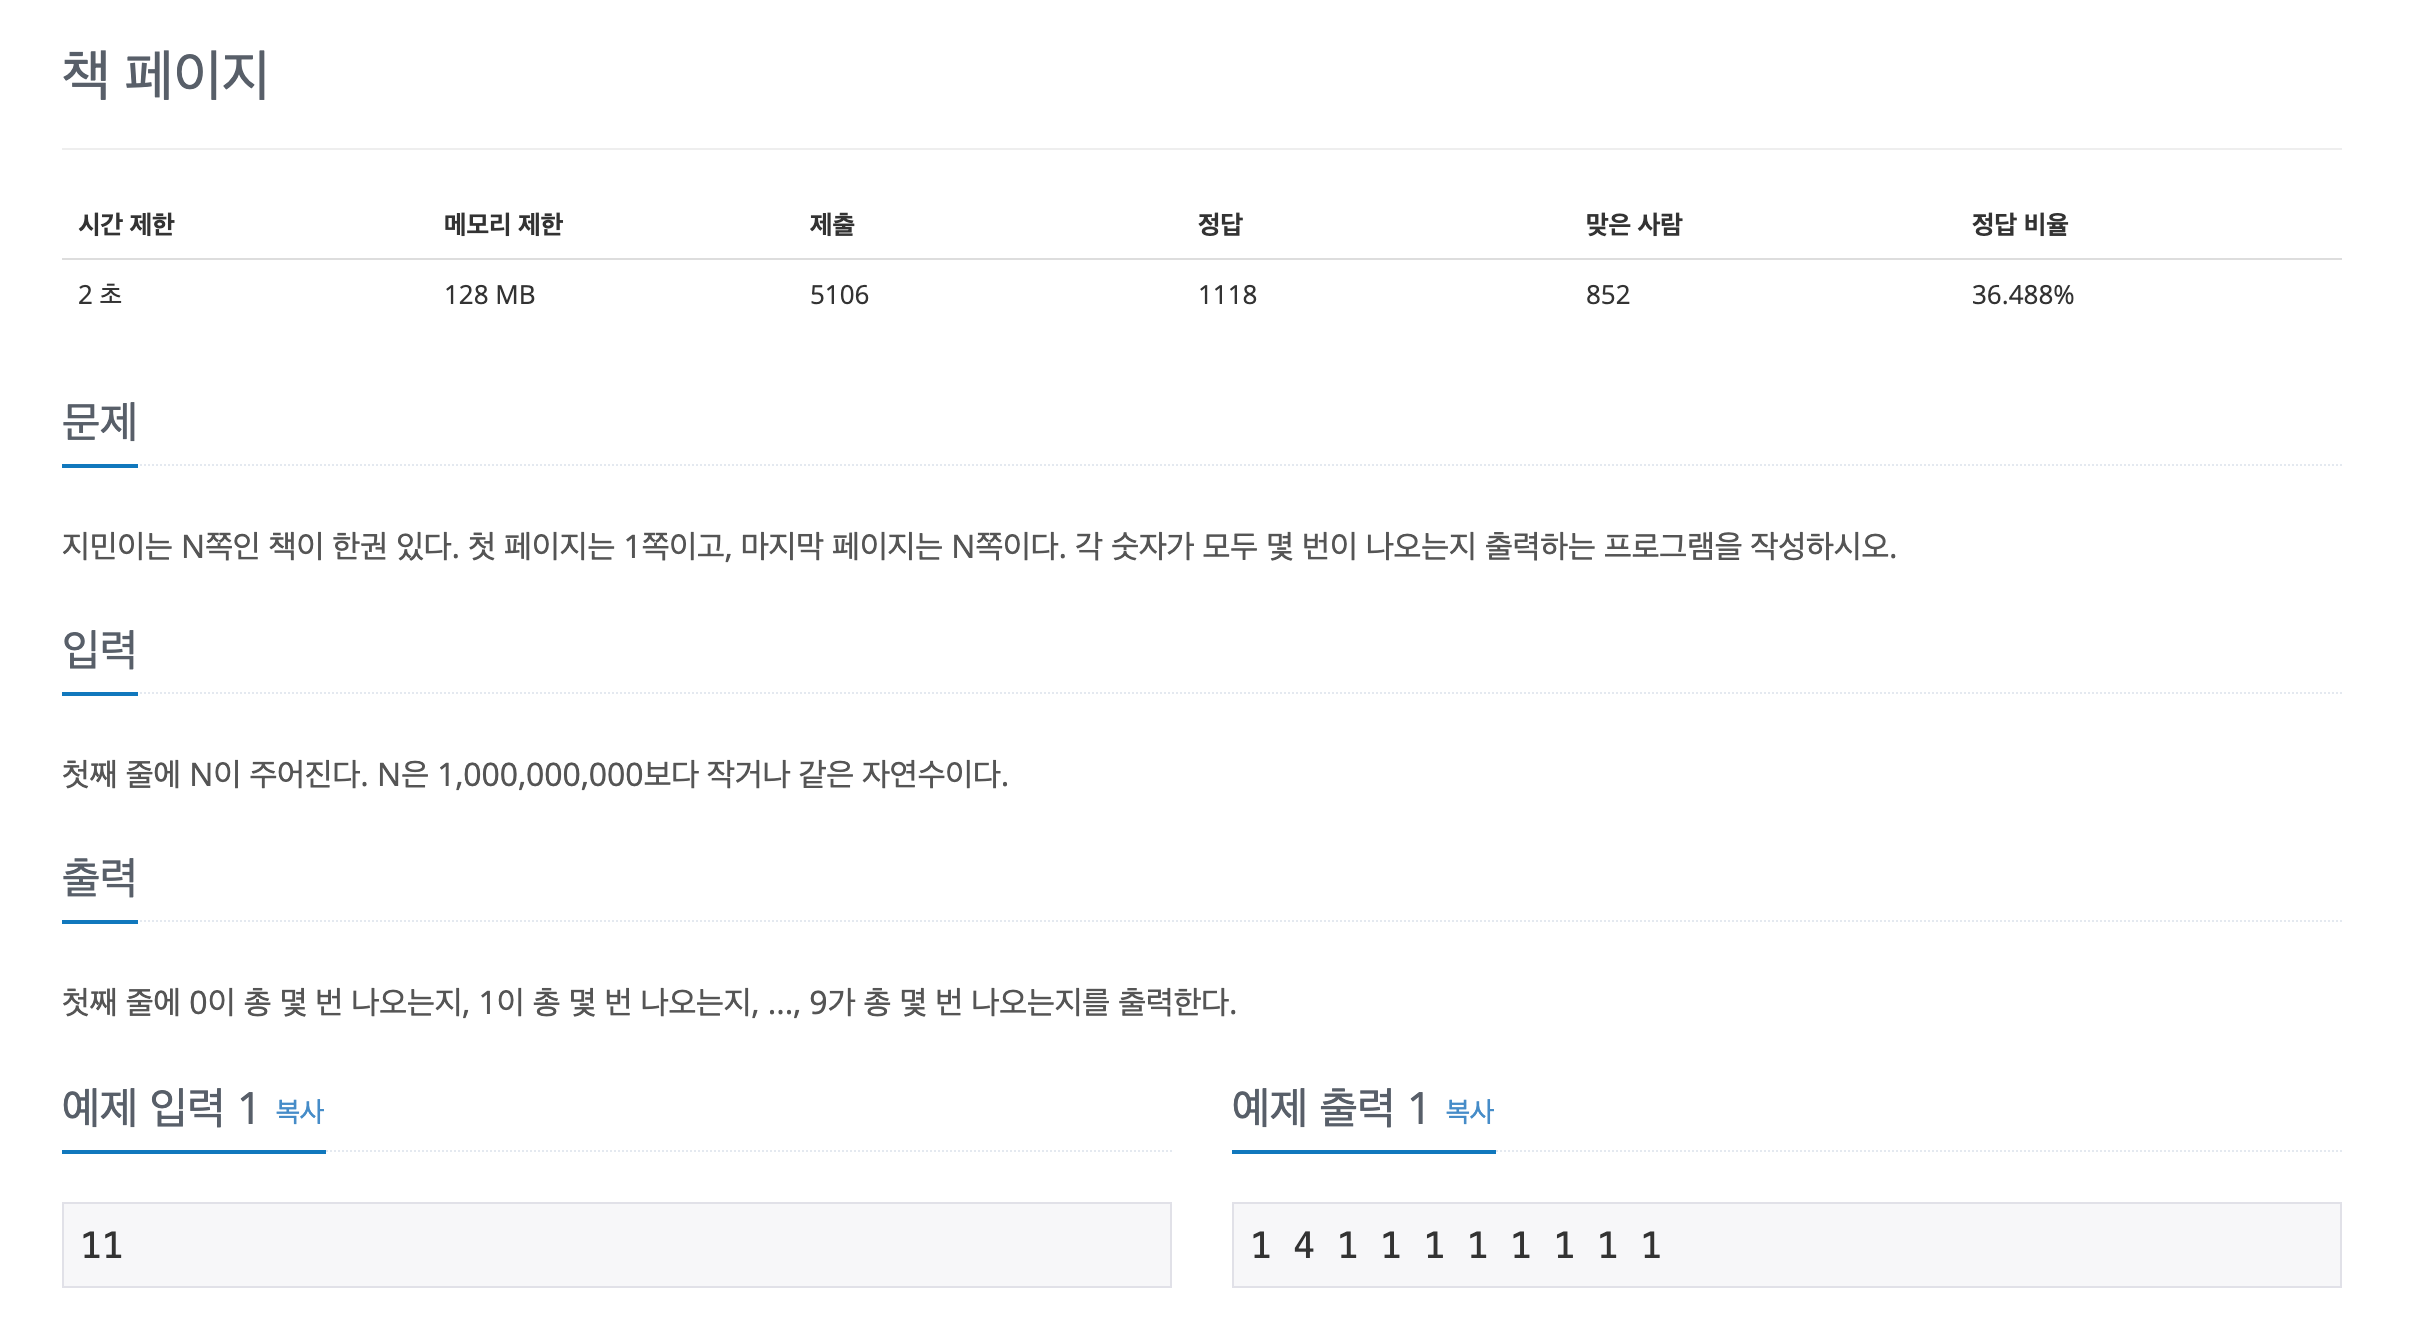 책 페이지
시간 제한 메모리 제한 제출 정답 맞은 사람 정답 비율
2 초 128 MB 5106 1118 852 36.488%
문제
지민이는 N쪽인 책이 한권 있다. 첫 페이지는 1쪽이고, 마지막 페이지는 N쪽이다. 각 숫자가 모두 몇 번이 나오는지 출력하는 프로그램을 작성하시오.
입력
첫째 줄에 N이 주어진다. N은 1,000,000,000보다 작거나 같은 자연수이다.
출력
첫째 줄에 0이 총 몇 번 나오는지, 1이 총 몇 번 나오는지, ..., 9가 총 몇 번 나오는지를 출력한다.
예제 입력 1 복사
11
예제 출력 1 복사
1 4 1 1 1 1 1 1 1 1